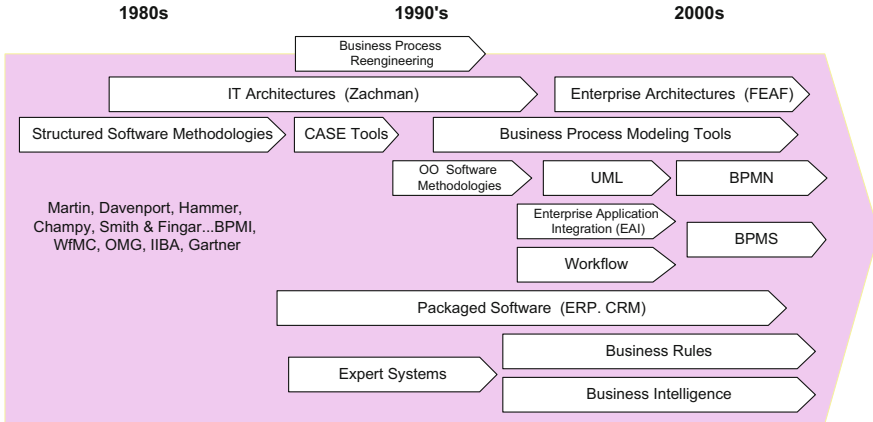 1980s 1990's 2000s
Business Process
Reengineering
IT Architectures (Zachman) Enterprise Architectures (FEAF)
Structured Software Methodologies CASE Tools Business Process Modeling Tools
OO Software
Methodologies
UML BPMN
Martin, Davenport, Hammer,
Champy, Smith & Fingar...BPMI,
WfMC, OMG, IIBA, Gartner
Enterprise Application
Integration (EAI)
BPMS
Workflow
Packaged Software (ERP. CRM)
Business Rules
Expert Systems
Business Intelligence